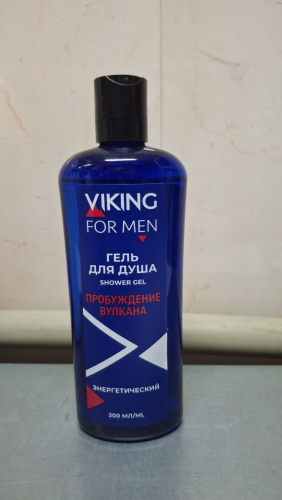 VIKING
FOR MEN
ГЕЛЬ
ДЛЯ ДУША
SHOWER GEL
ПРОБУЖДЕНИЕ
ВУЛКАНА
ЭНЕРГЕТИЧЕСКИЙ
300 МЛ/ML